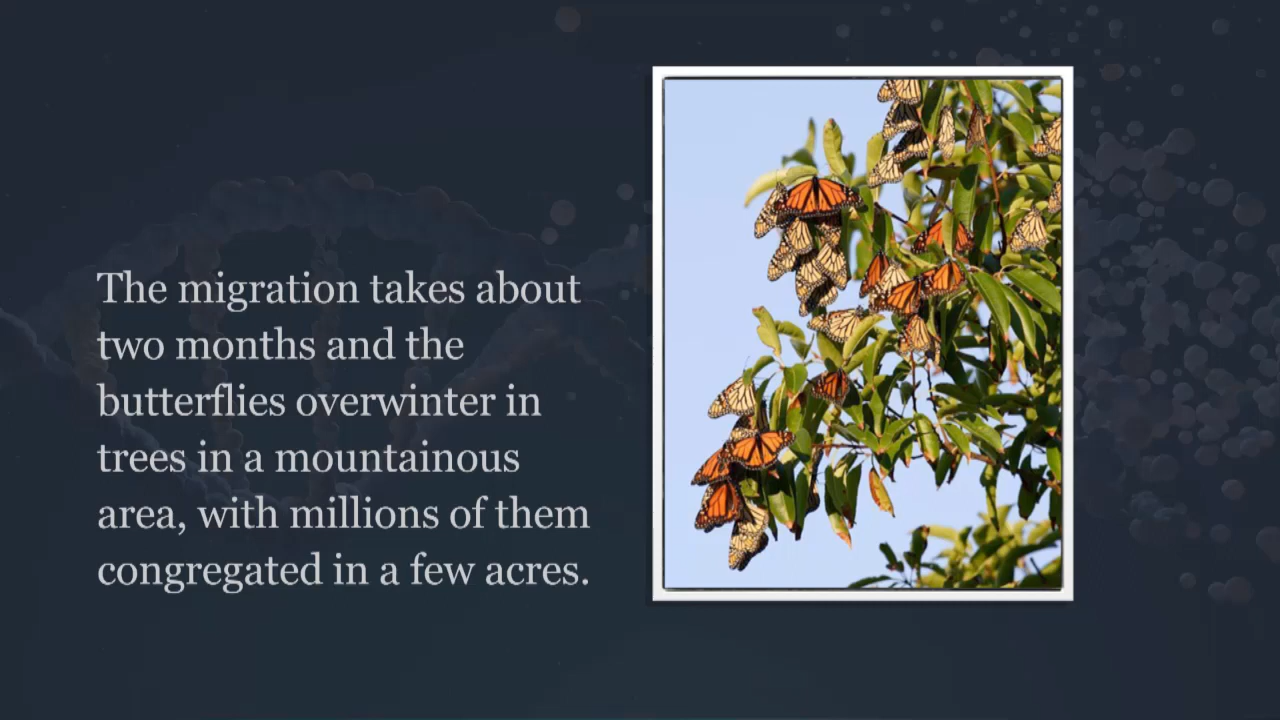 The migration takes about
two months and the
butterflies overwinter in
trees in a mountainous
area, with millions of them
congregated in a few acres.